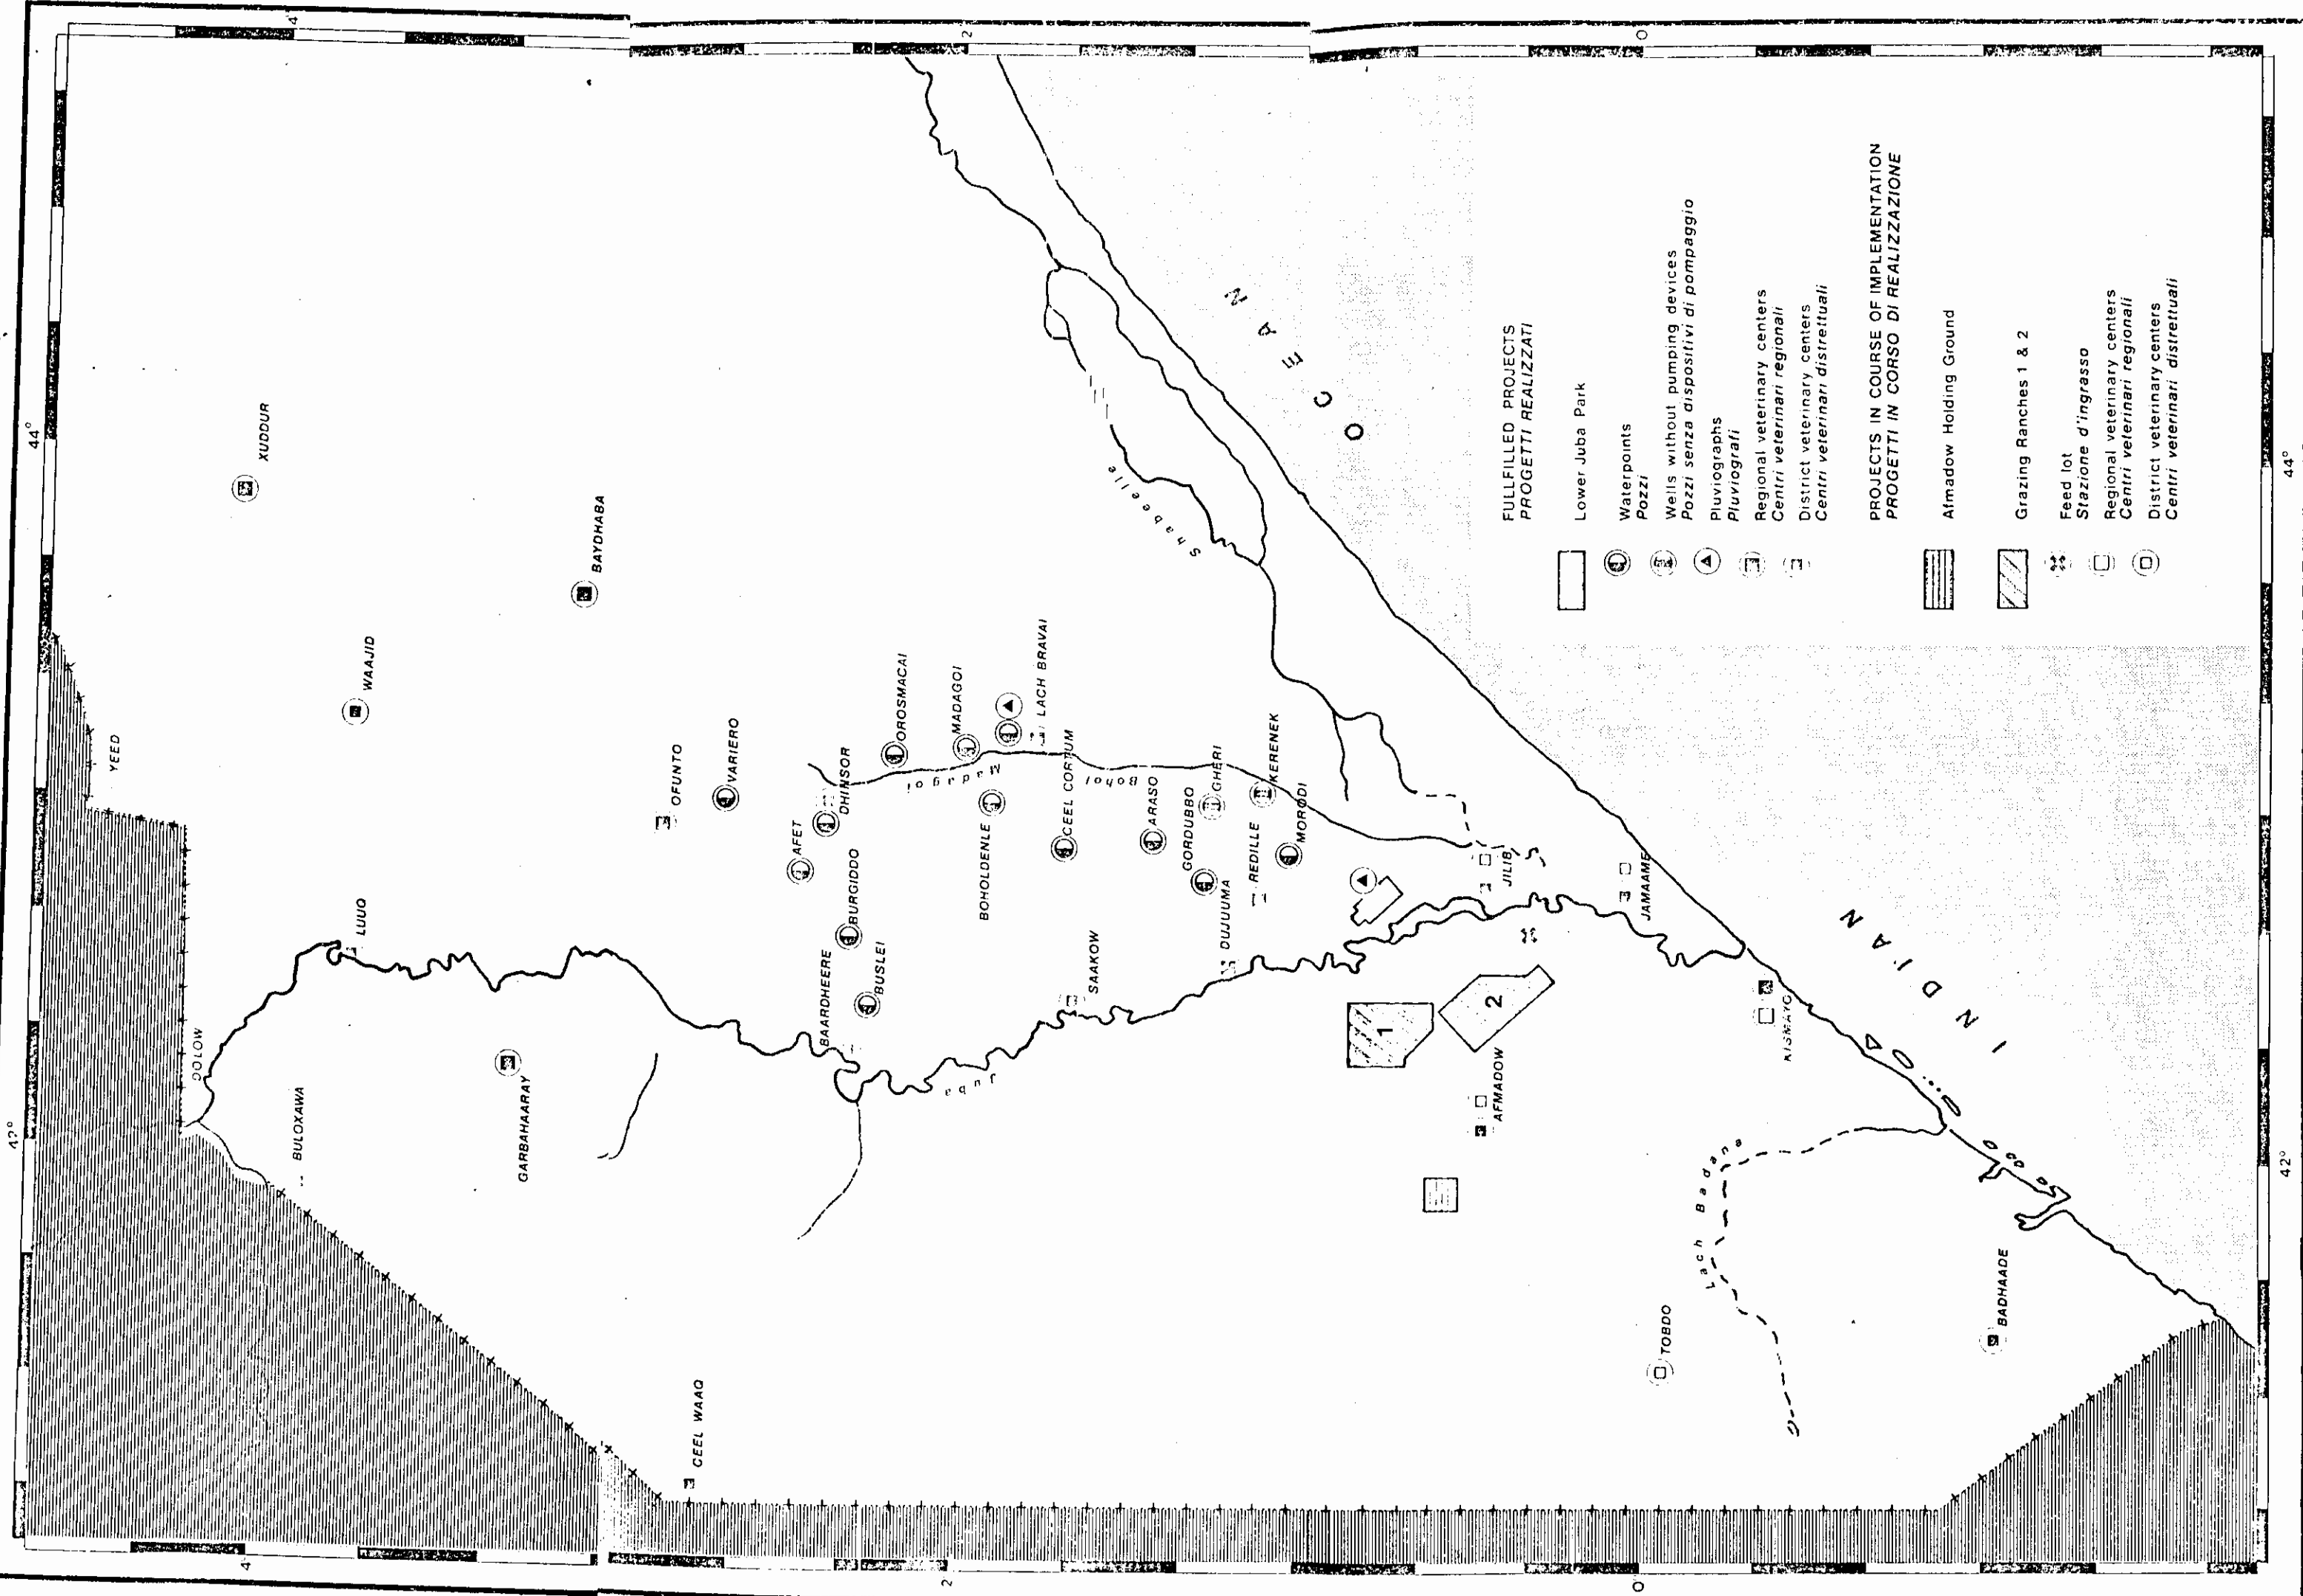 44°
42°
4
2
0
XUDDUR
BAYDHABA
WAAJID
YEED
OFUNTO
VARIERO
OROSMACAI
MADAGOI
LACH BRAVAI
DHINSOR
AFET
BURGIDDO
BUSLEI
BAARDHEERE
LUUQ
DOLOW
BULOXAWA
GARBAHAARAY
CEEL WAAQ
BOHOLDENLE
CEEL CORTUM
Bohol
Madagoi
ARASO
GORDUBBO
GHERI
KERENEK
MORODI
REDILLE
DUJUUMA
SAAKOW
Juba
Shabeelle
JILIB
JAMAAME
1
2
AFMADOW
KISMAYO
Lach Badana
TOBDO
BADHAADE
INDIAN
OCEAN
FULLFILLED PROJECTS
PROGETTI REALIZZATI
Lower Juba Park
Waterpoints
Pozzi
Wells without pumping devices
Pozzi senza dispositivi di pompaggio
Pluviographs
Pluviografi
Regional veterinary centers
Centri veterinari regionali
District veterinary centers
Centri veterinari distrettuali
PROJECTS IN COURSE OF IMPLEMENTATION
PROGETTI IN CORSO DI REALIZZAZIONE
Afmadow Holding Ground
Grazing Ranches 1 & 2
Feed lot
Stazione d'ingrasso
Regional veterinary centers
Centri veterinari regionali
District veterinary centers
Centri veterinari distrettuali
4
2
0
44°
42°